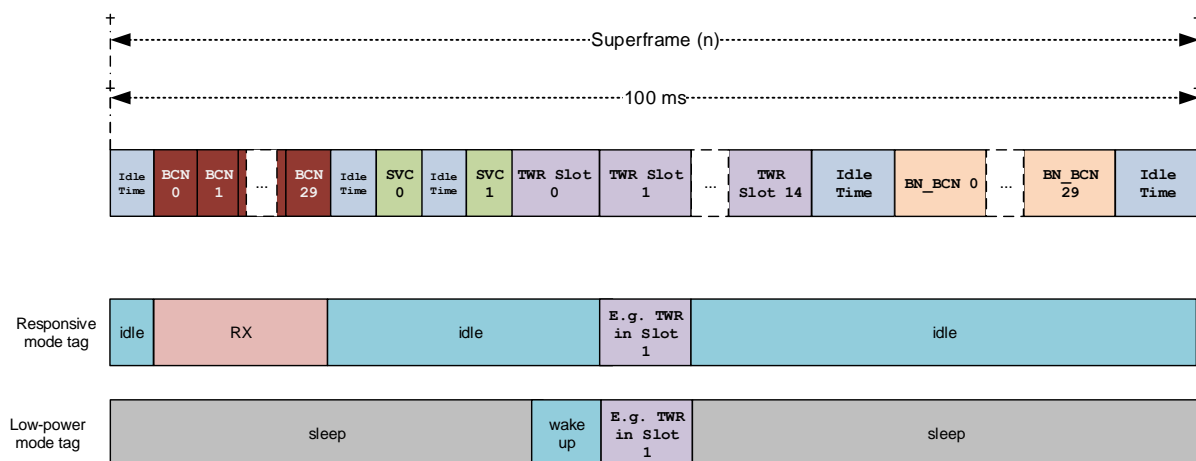 Superframe (n)
100 ms
Idle
Time
BCN
0
BCN
1
...
BCN
29
Idle
Time
SVC
0
Idle
Time
SVC
1
TWR Slot
0
TWR Slot
1
...
TWR
Slot 14
Idle
Time
BN_BCN 0
...
BN_BCN
29
Idle
Time
Responsive
mode tag
idle
RX
idle
E.g. TWR
in Slot
1
idle
Low-power
mode tag
sleep
wake
up
E.g. TWR
in Slot
1
sleep